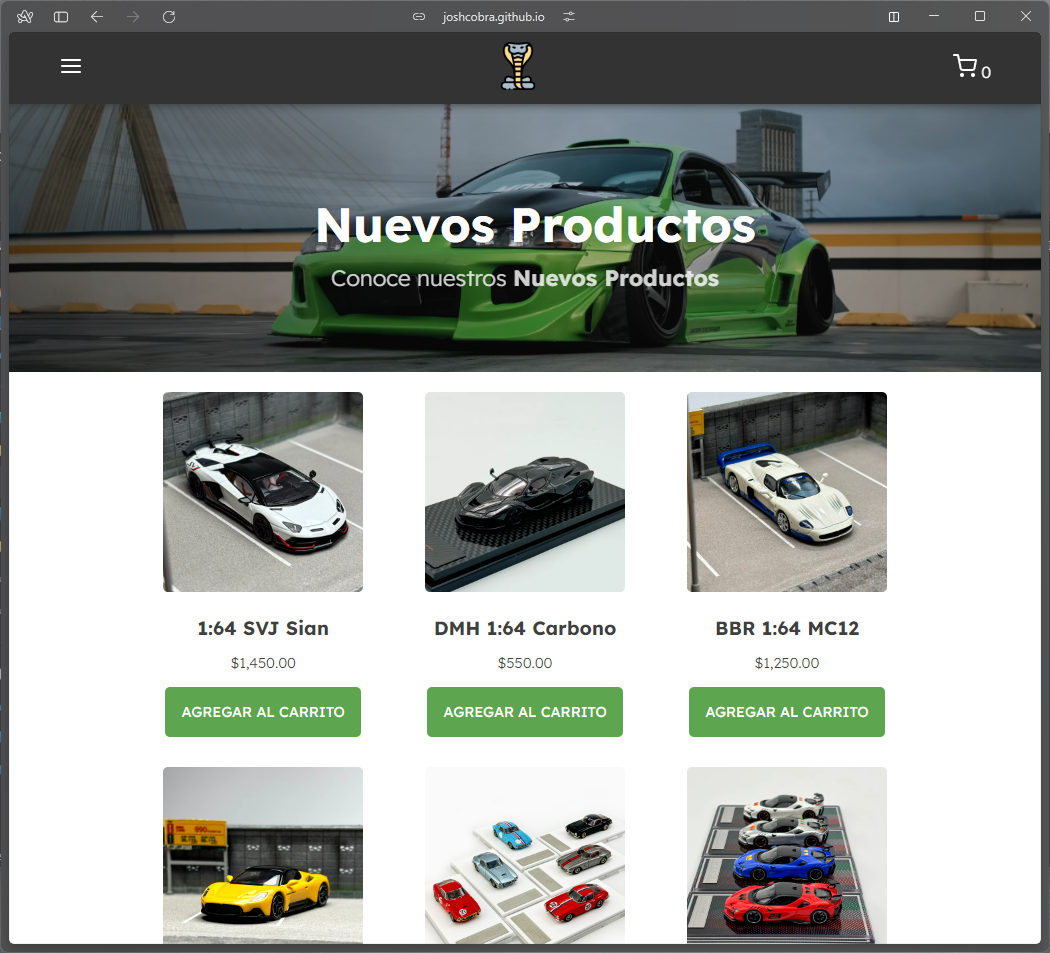 joshcobra.github.io
0
Nuevos Productos
Conoce nuestros Nuevos Productos
1:64 SVJ Sian
DMH 1:64 Carbono
BBR 1:64 MC12
$1,450.00
$550.00
$1,250.00
AGREGAR AL CARRITO
AGREGAR AL CARRITO
AGREGAR AL CARRITO